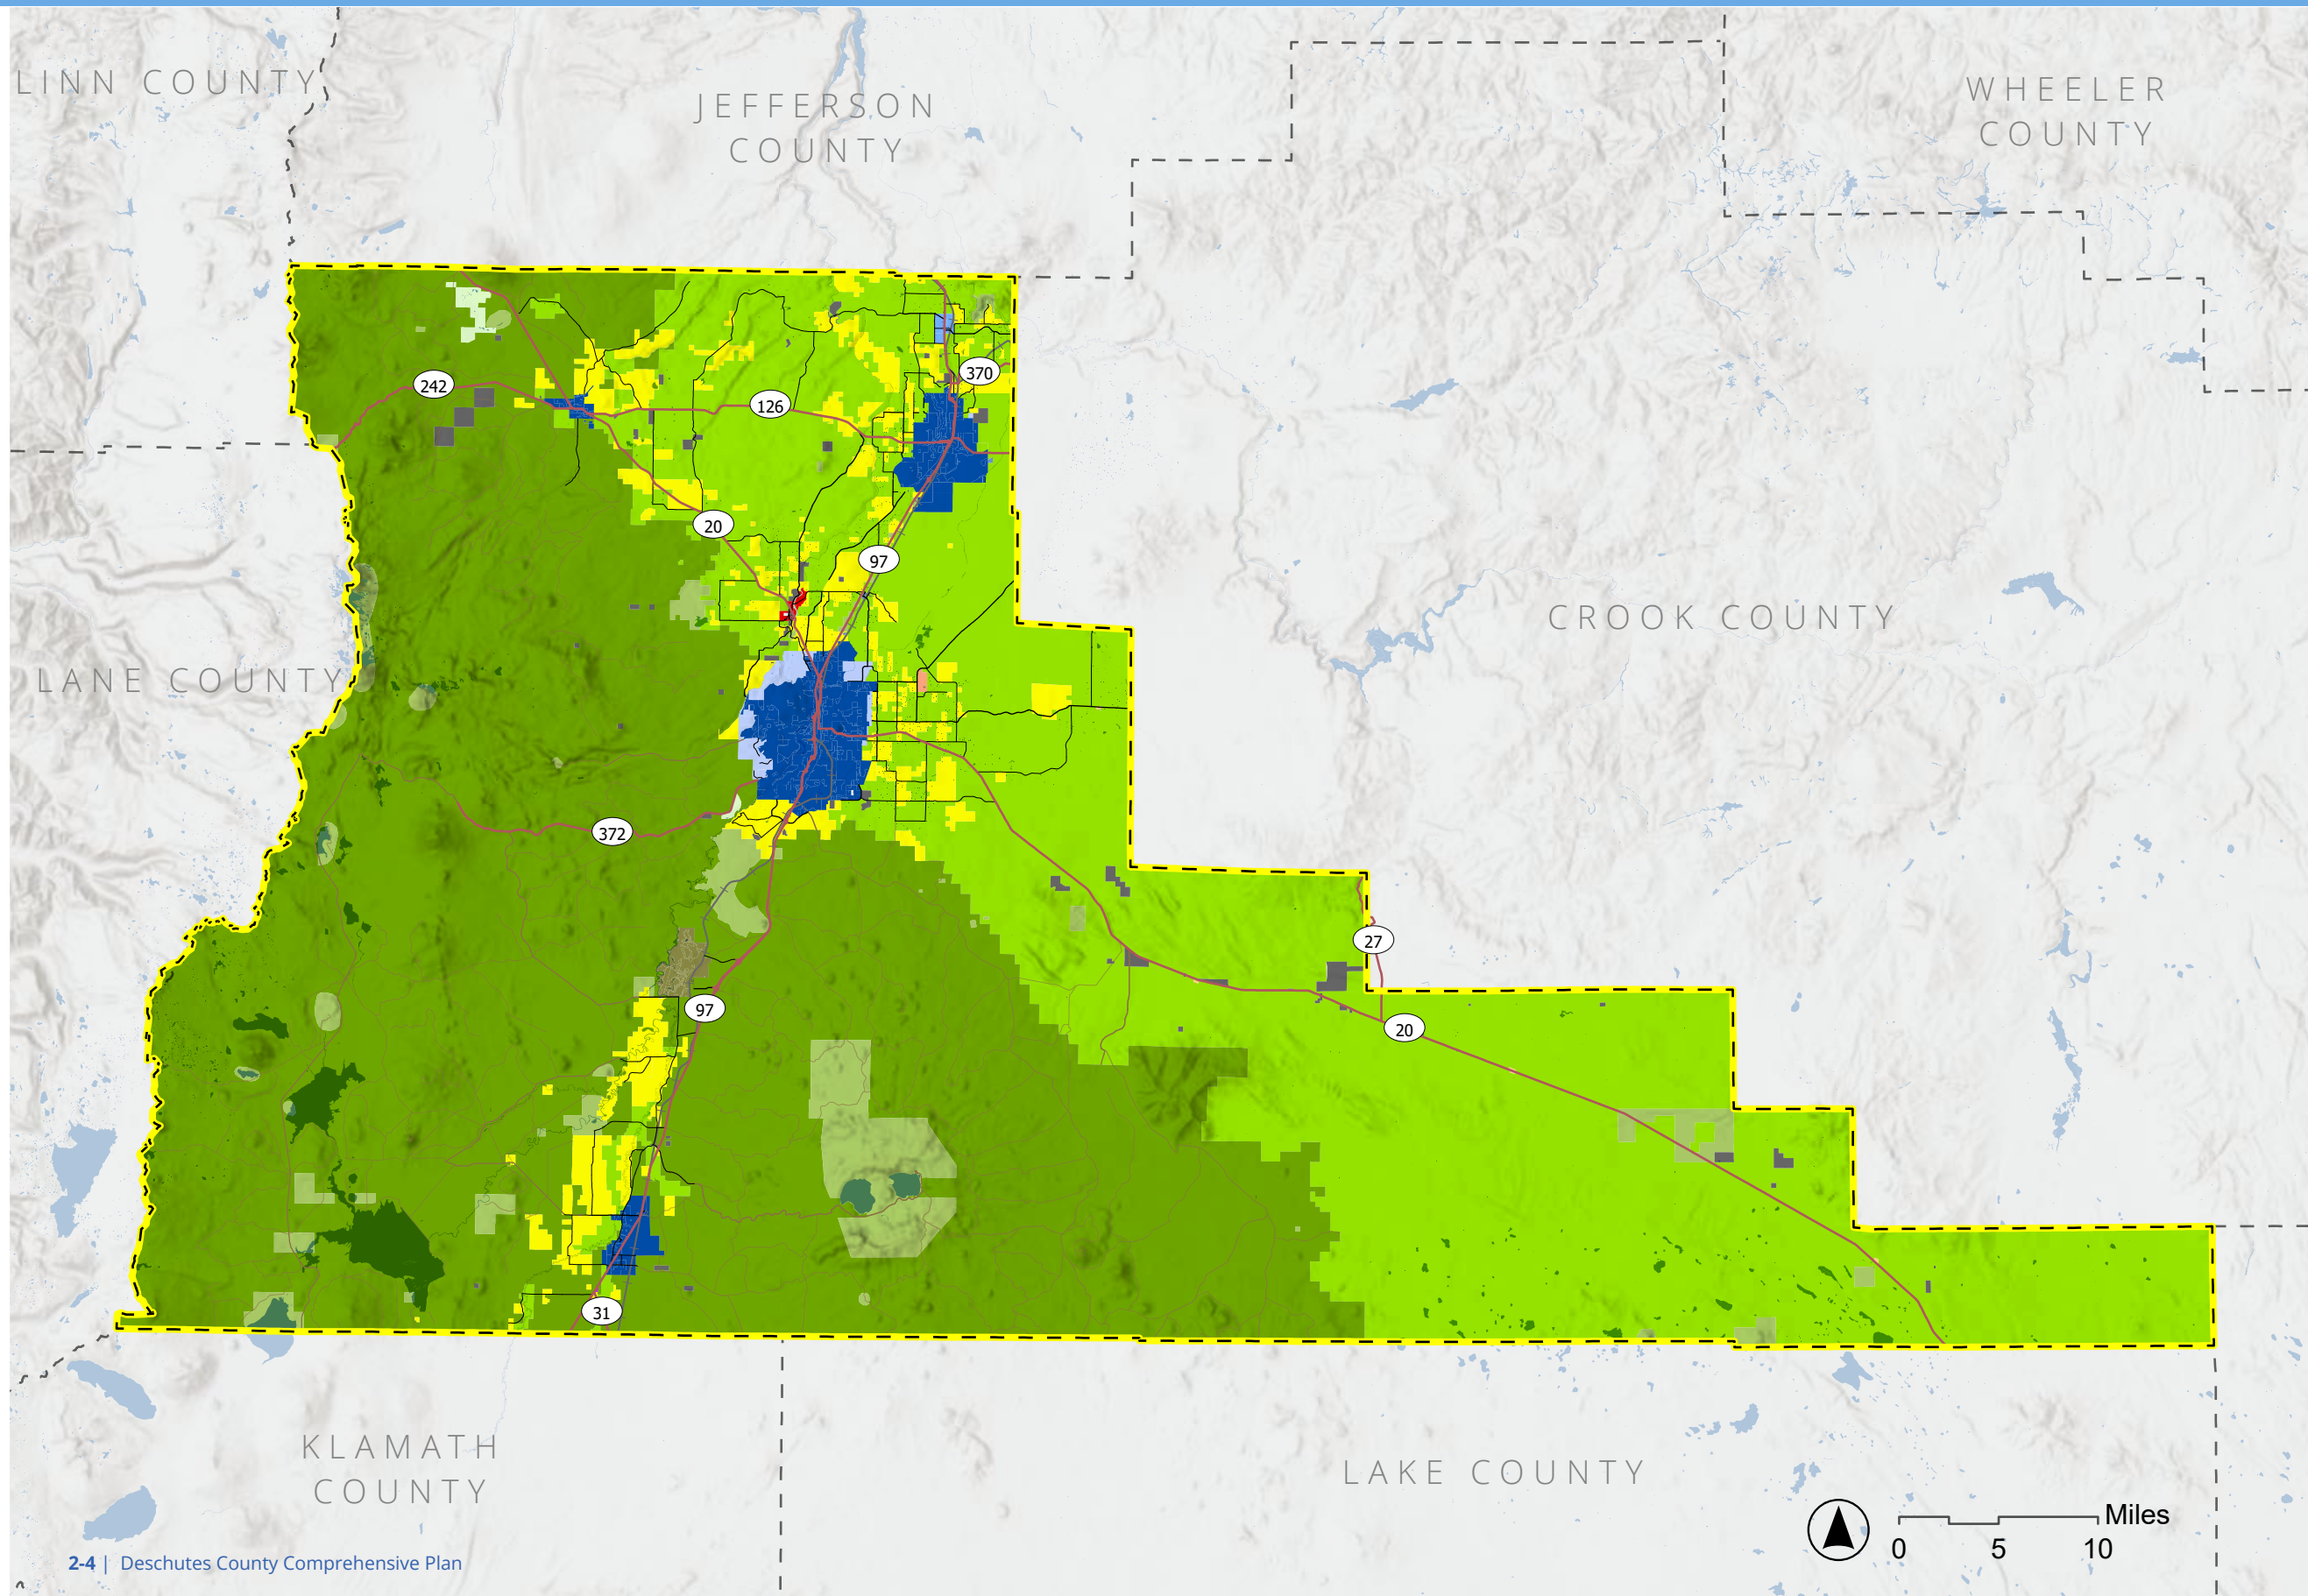 LINN COUNTY
JEFFERSON
COUNTY
WHEELER
COUNTY
242
370
126
20
97
CROOK COUNTY
LANE COUNTY
372
27
97
20
31
KLAMATH
COUNTY
LAKE COUNTY
Miles
0 5 10
2-4 | Deschutes County Comprehensive Plan